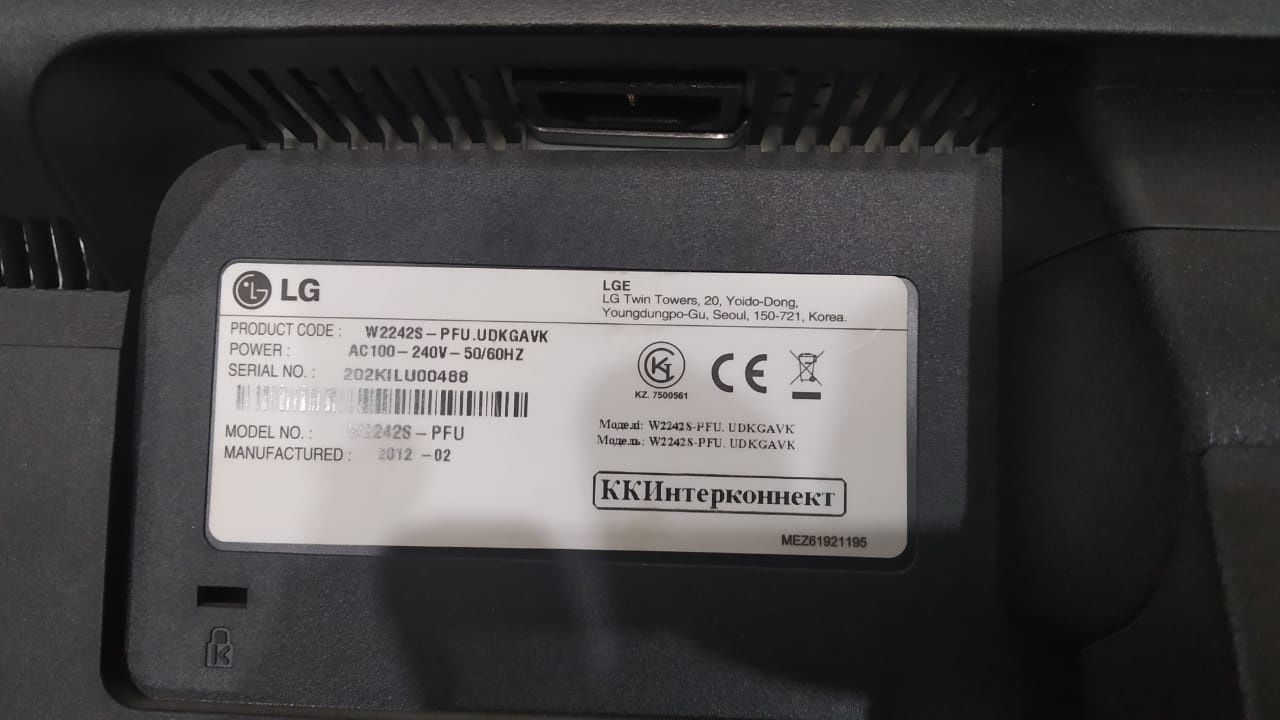 LG
LGE
LG Twin Towers, 20, Yoido-Dong,
Youngdungpo-Gu, Seoul, 150-721, Korea.
PRODUCT CODE : W2242S-PFU.UDKGAVK
POWER : AC100-240V-50/60HZ
SERIAL NO. : 202KILU00488
MODEL NO. : W2242S-PFU
MANUFACTURED : 2012 -02
KZ. 7500561
CE
Моделі: W2242S-PFU. UDKGAVK
Модель: W2242S-PFU. UDKGAVK
ККИнтерконнект
MEZ61921195
K